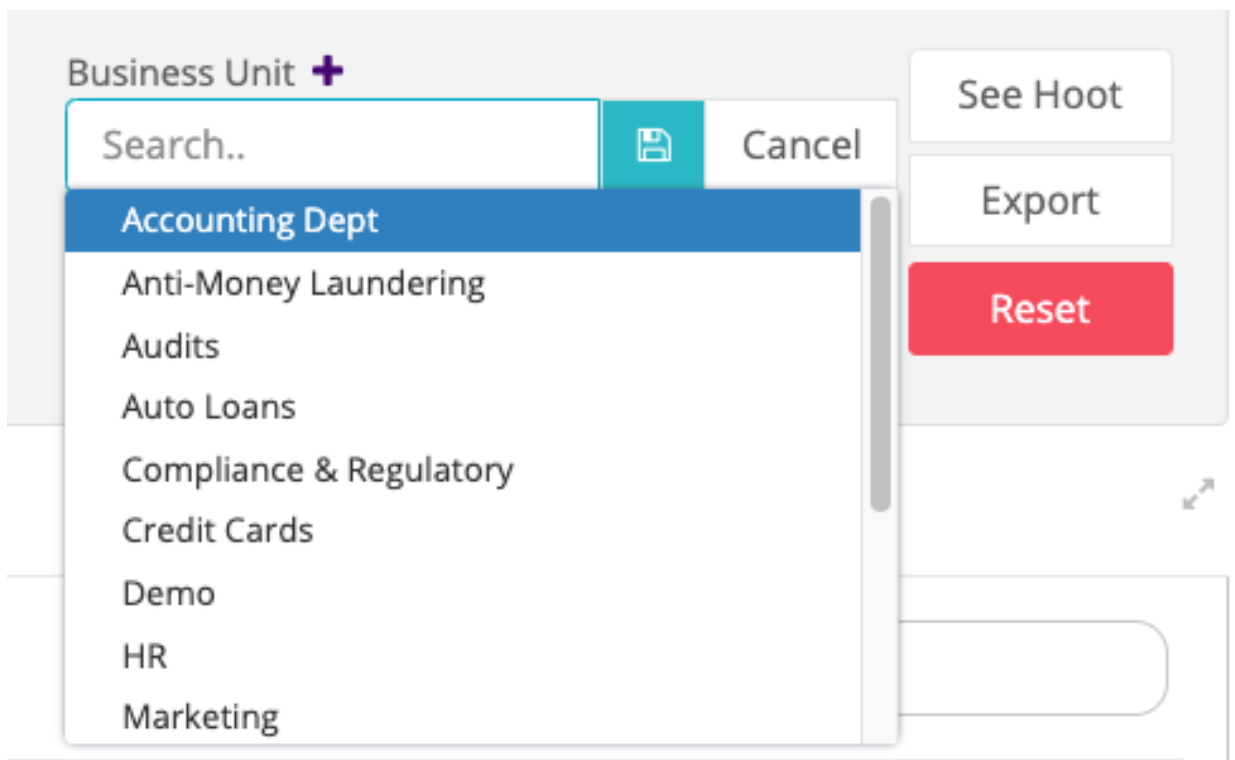 Business Unit
Search..
Cancel
Accounting Dept
Anti-Money Laundering
Audits
Auto Loans
Compliance & Regulatory
Credit Cards
Demo
HR
Marketing
See Hoot
Export
Reset